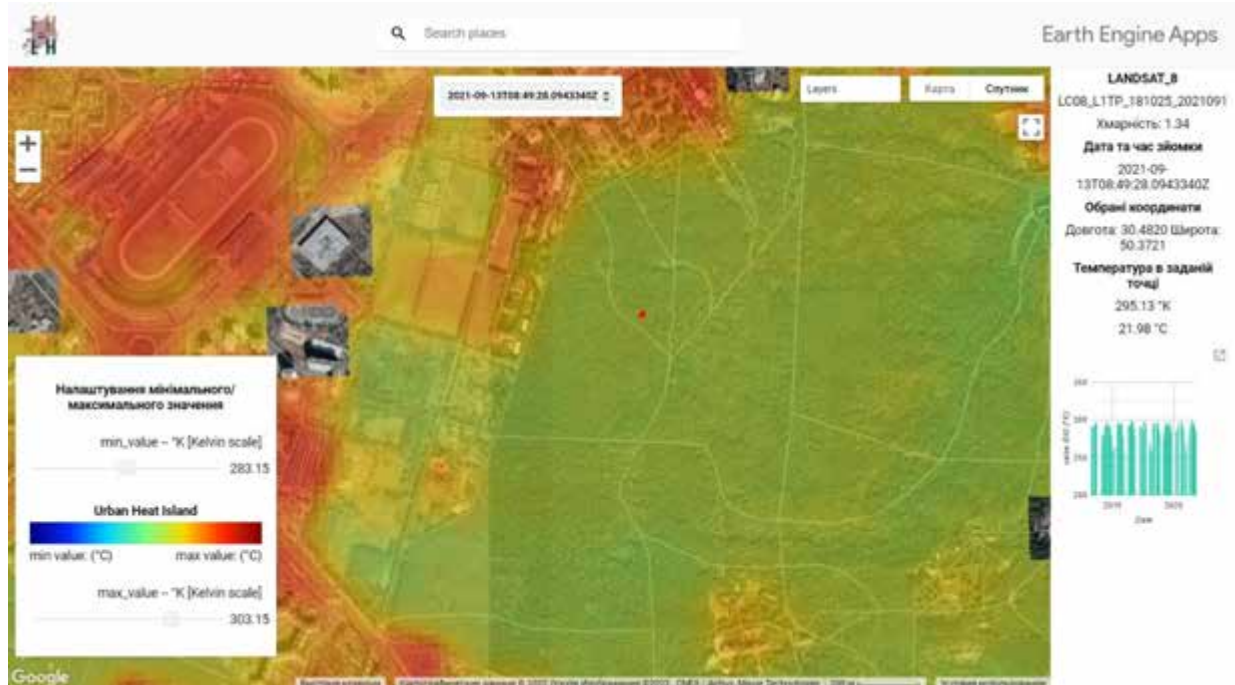 Search places
Earth Engine Apps
2021-09-13T08:49:28.0943340Z
Layers
Карта
Спутник
LANDSAT_8
LC08_L1TP_181025_2021091
Хмарність: 1.34
Дата та час зйомки
2021-09-
13T08:49:28.0943340Z
Обрані координати
Довгота: 30.4820 Широта:
50.3721
Температура в заданій
точці
295.13 °K
21.98 °C
Налаштування мінімального/
максимального значення
min_value – °K [Kelvin scale]
283.15
Urban Heat Island
min value: (°C)
max value: (°C)
max_value – °K [Kelvin scale]
303.15
300
250
200
Google